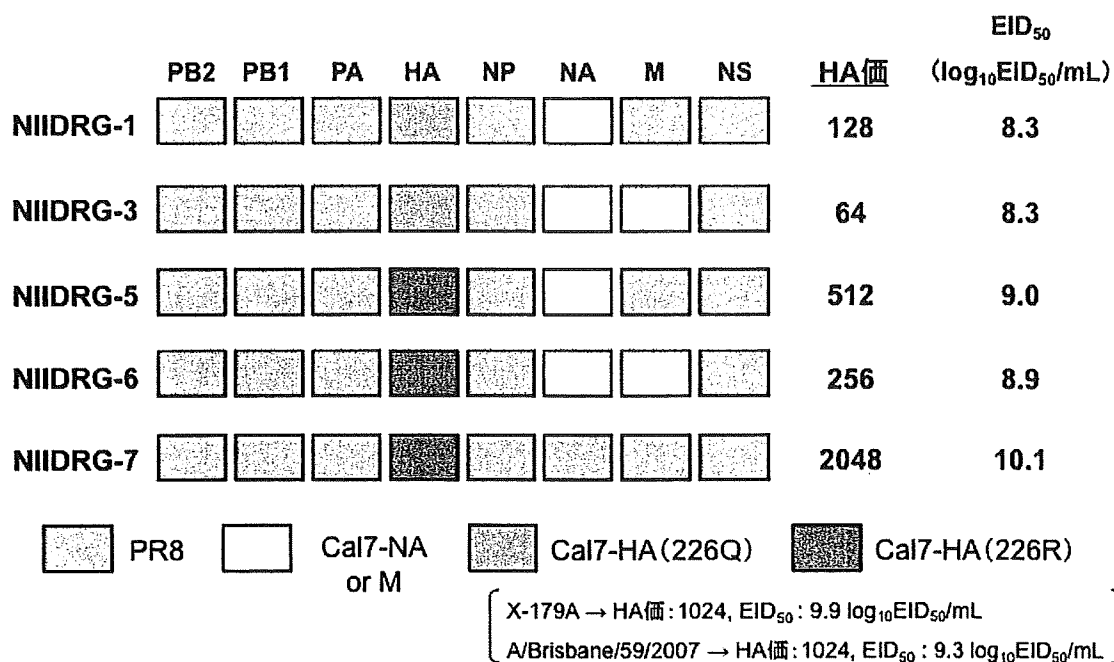 EID₅₀
PB2 PB1 PA HA NP NA M NS HA価 (log₁₀EID₅₀/mL)
NIIDRG-1 128 8.3
NIIDRG-3 64 8.3
NIIDRG-5 512 9.0
NIIDRG-6 256 8.9
NIIDRG-7 2048 10.1
PR8 Cal7-NA or M Cal7-HA(226Q) Cal7-HA(226R)
X-179A → HA価:1024, EID₅₀: 9.9 log₁₀EID₅₀/mL
A/Brisbane/59/2007 → HA価:1024, EID₅₀: 9.3 log₁₀EID₅₀/mL